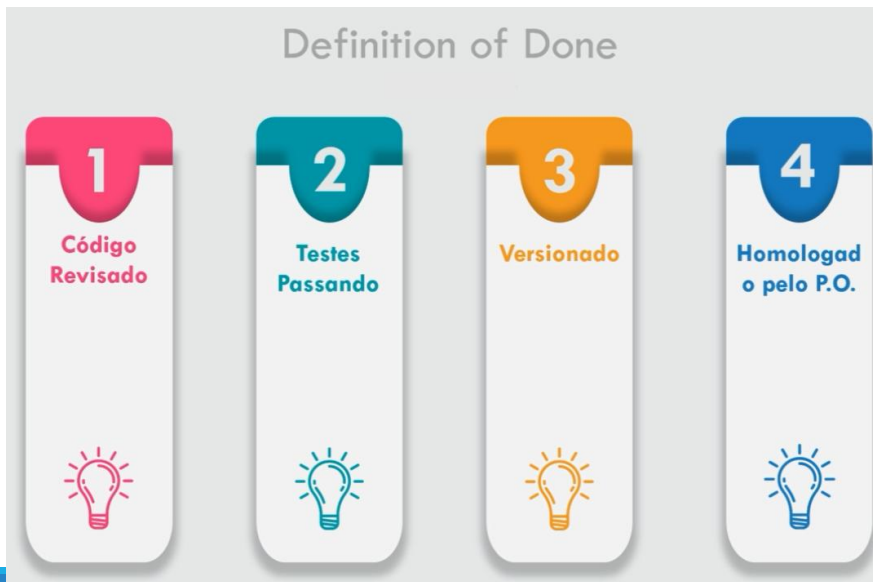 Definition of Done
1
Código
Revisado
2
Testes
Passando
3
Versionado
4
Homologad
o pelo P.O.